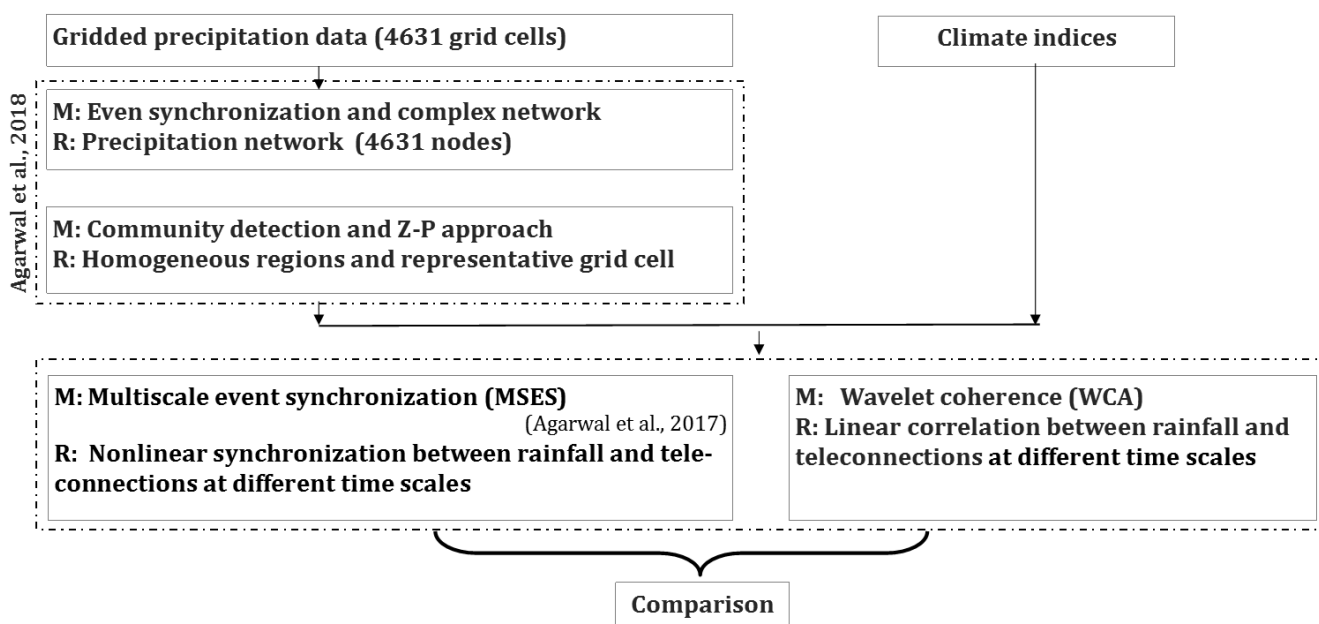 Gridded precipitation data (4631 grid cells)
Climate indices
Agarwal et al., 2018
M: Even synchronization and complex network
R: Precipitation network (4631 nodes)
M: Community detection and Z-P approach
R: Homogeneous regions and representative grid cell
M: Multiscale event synchronization (MSES)
(Agarwal et al., 2017)
R: Nonlinear synchronization between rainfall and tele-
connections at different time scales
M: Wavelet coherence (WCA)
R: Linear correlation between rainfall and
teleconnections at different time scales
Comparison